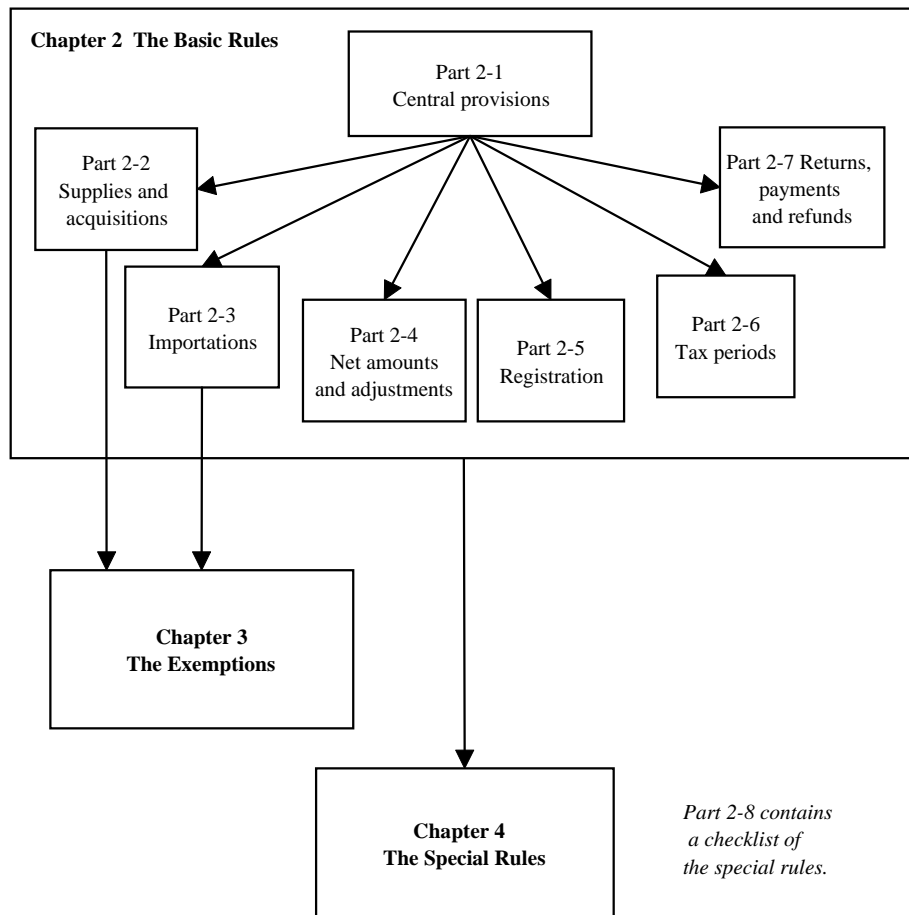 Chapter 2 The Basic Rules
Part 2-1
Central provisions
Part 2-2
Supplies and
acquisitions
Part 2-7 Returns,
payments
and refunds
Part 2-3
Importations
Part 2-4
Net amounts
and adjustments
Part 2-5
Registration
Part 2-6
Tax periods
Chapter 3
The Exemptions
Chapter 4
The Special Rules
Part 2-8 contains
a checklist of
the special rules.